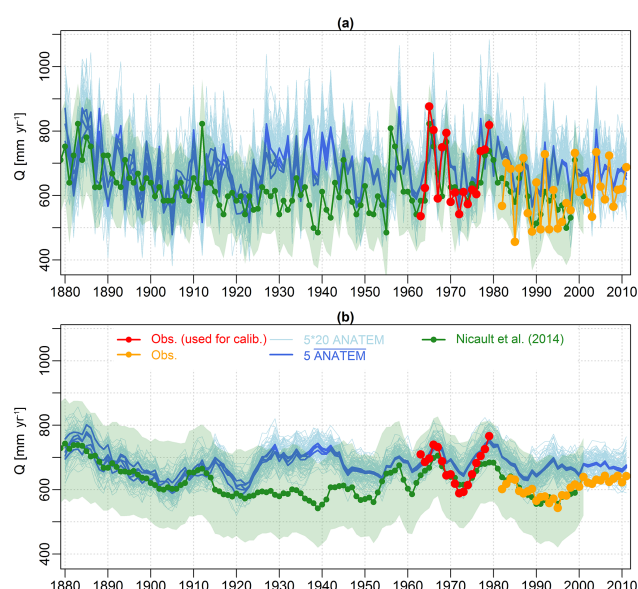 (a)
Q [mm yr⁻¹]
400 600 800 1000
1880 1890 1900 1910 1920 1930 1940 1950 1960 1970 1980 1990 2000 2010
(b)
Obs. (used for calib.)
5*20 ANATEM
Nicault et al. (2014)
Obs.
5 ANATEM
Q [mm yr⁻¹]
400 600 800 1000
1880 1890 1900 1910 1920 1930 1940 1950 1960 1970 1980 1990 2000 2010